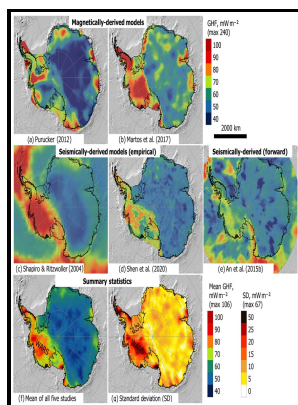 Magnetically-derived models
GHF, mW m⁻²
(max 240)
100
90
80
70
60
50
40
2000 km
(a) Purucker (2012)
(b) Martos et al. 2017
Seismically-derived models (empirical)
Seismically-derived (forward)
(c) Shapiro & Ritzwoller (2004)
(d) Shen et al. (2020)
(e) An et al. (2015b)
Summary statistics
Mean GHF,
mW m⁻²
(max 106)
SD, mW m⁻²
(max 67)
100
90
80
70
60
50
40
50
25
20
15
10
5
0
(f) Mean of all five studies
(g) Standard deviation (SD)